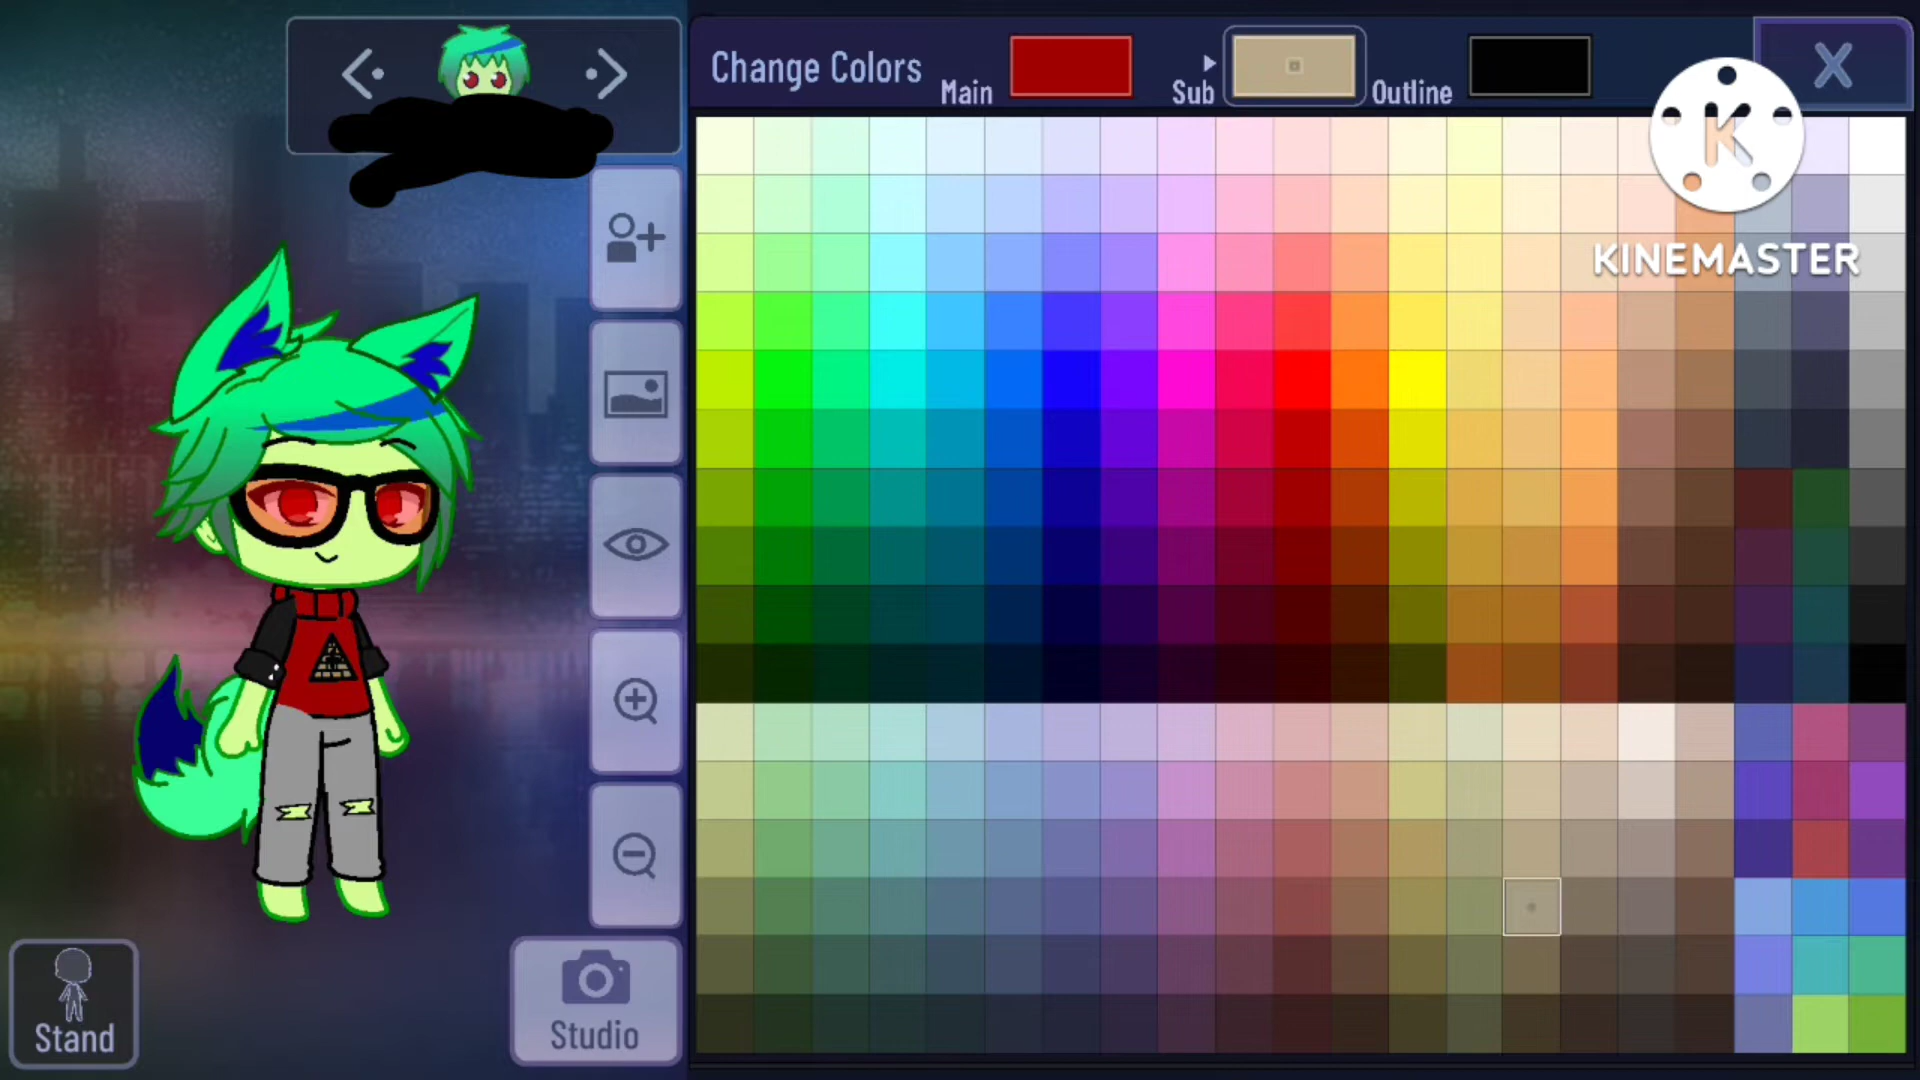 Change Colors
Main
Sub
Outline
X
K
KINEMASTER
Stand
Studio